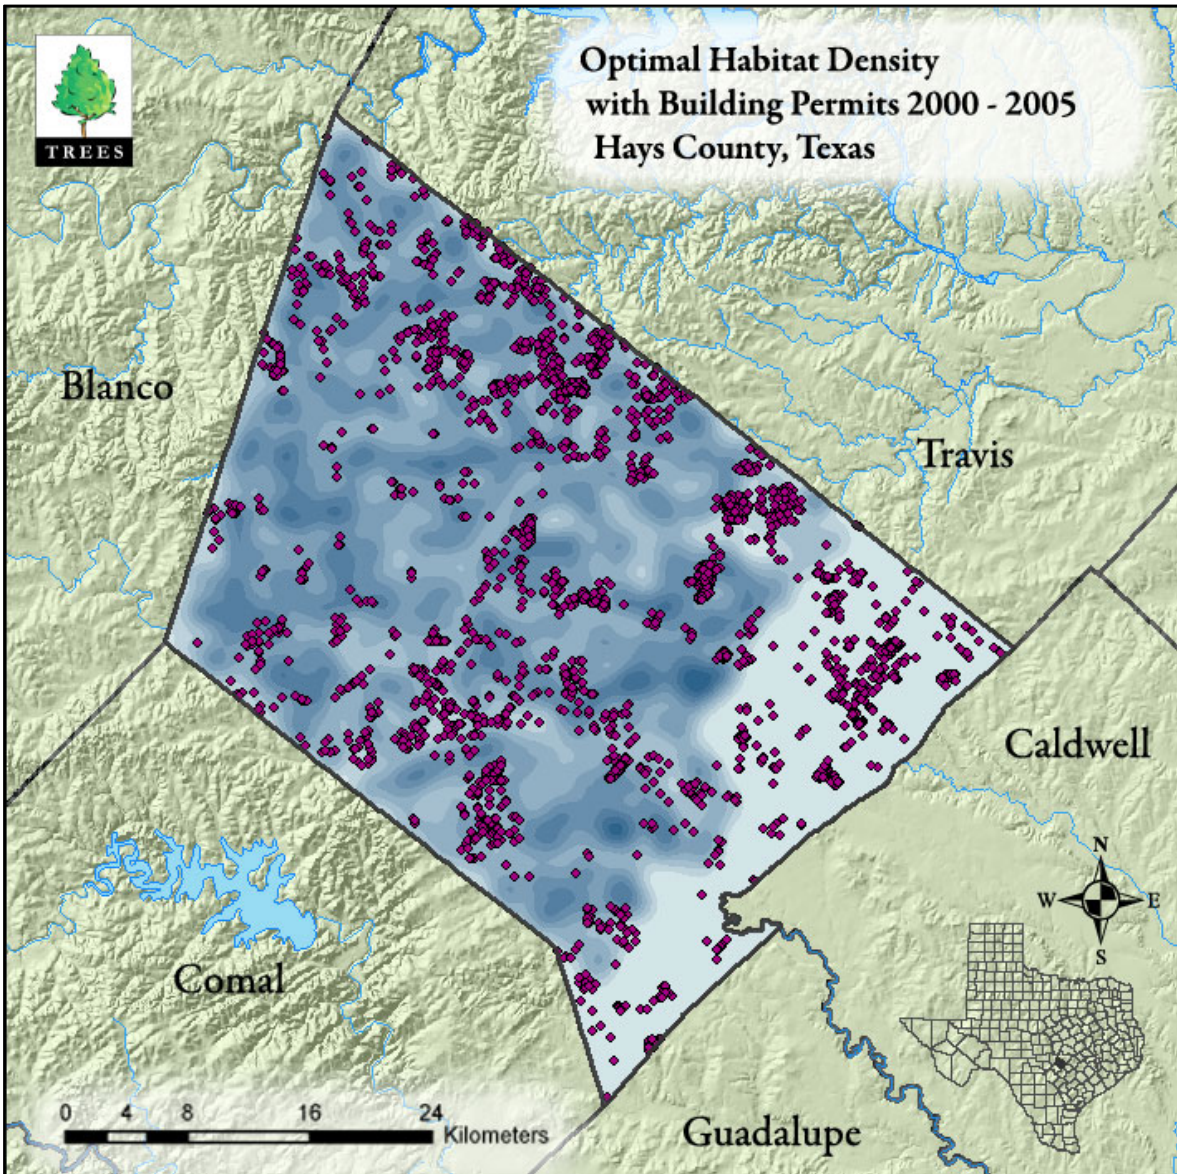 TREES
Optimal Habitat Density
with Building Permits 2000 - 2005
Hays County, Texas
Blanco
Travis
Caldwell
N
W E
S
Comal
0 4 8 16 24
Kilometers
Guadalupe